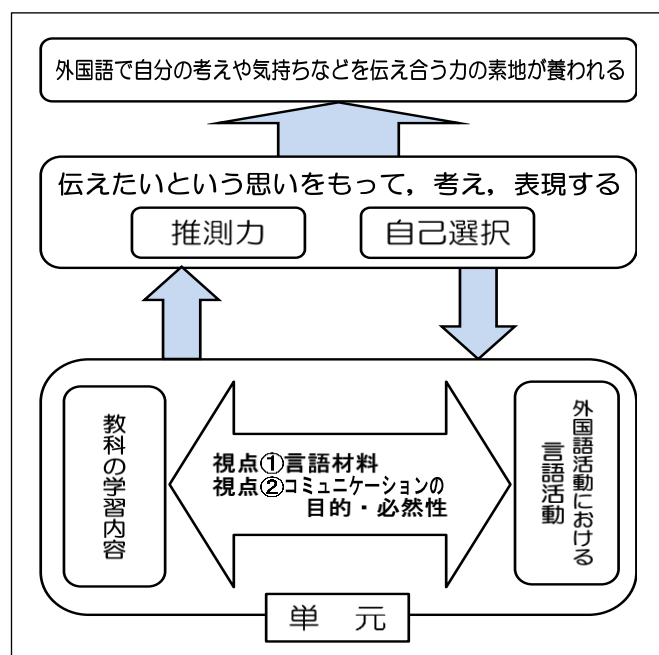 外国語で自分の考えや気持ちなどを伝え合う力の素地が養われる
伝えたいという思いをもって，考え，表現する
推測力
自己選択
教科の学習内容
視点①言語材料
視点②コミュニケーションの
目的・必然性
外国語活動における
言語活動
単　元